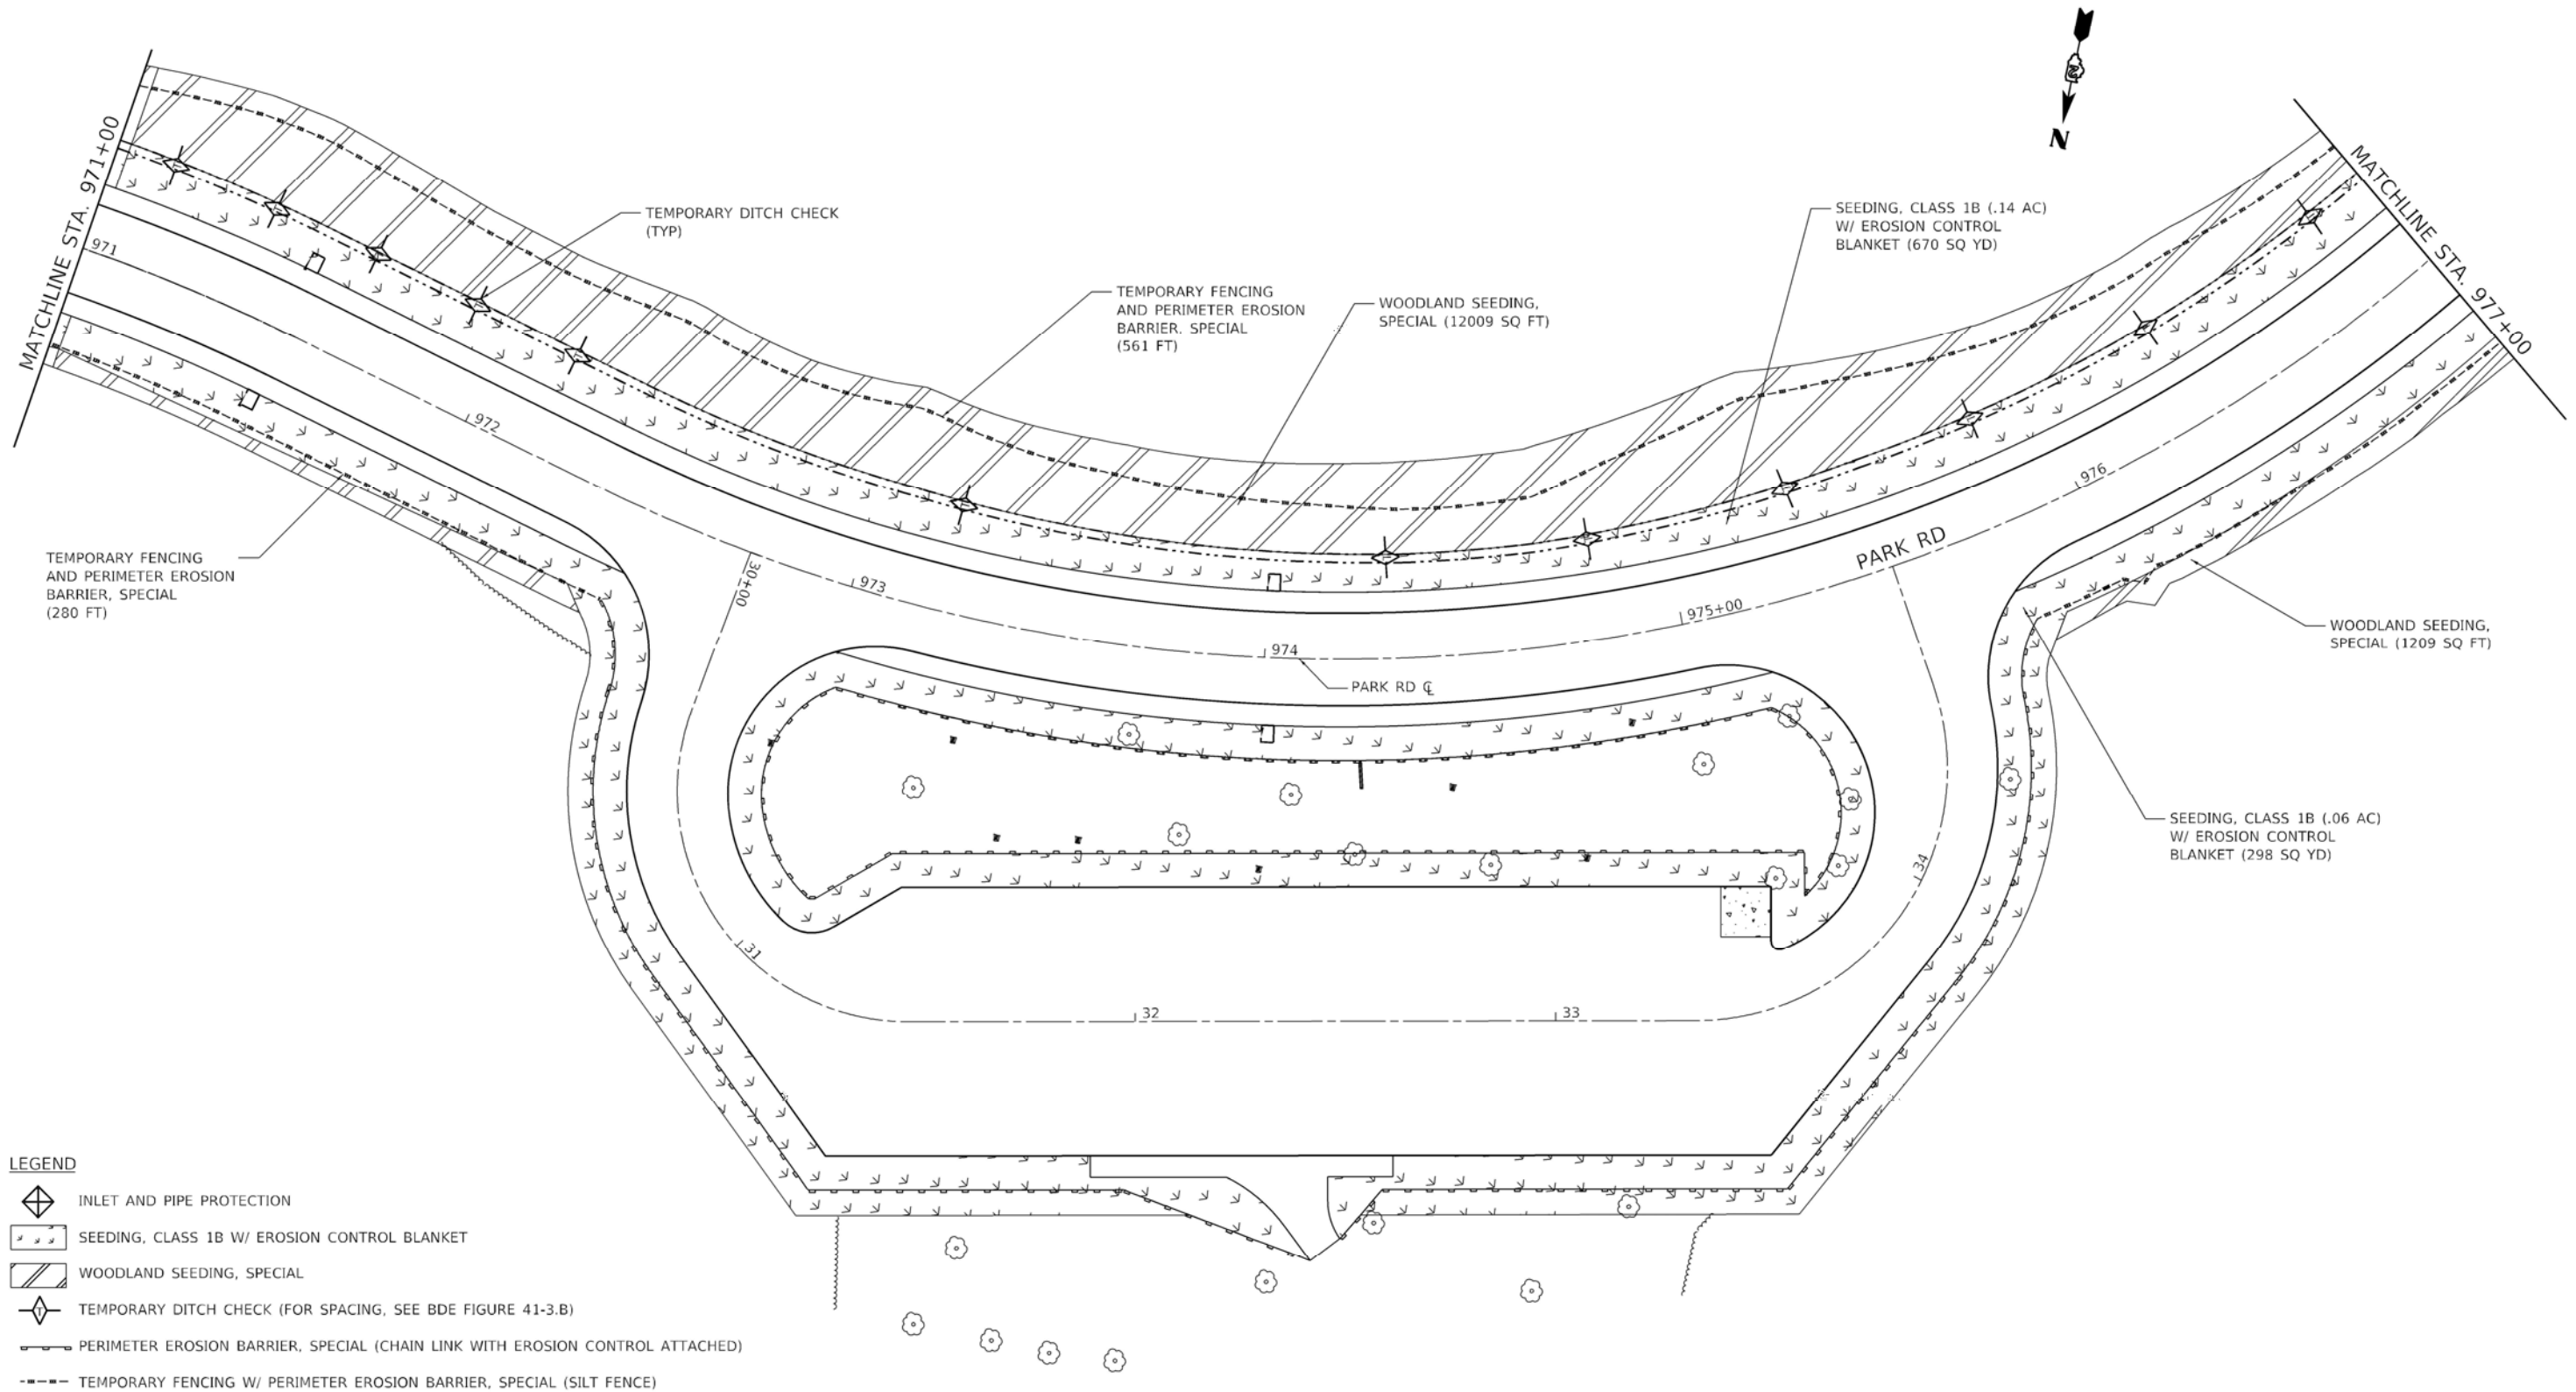 N
MATCHLINE STA. 971+00
MATCHLINE STA. 977+00
971
TEMPORARY DITCH CHECK
(TYP)
SEEDING, CLASS 1B (.14 AC)
W/ EROSION CONTROL
BLANKET (670 SQ YD)
TEMPORARY FENCING
AND PERIMETER EROSION
BARRIER. SPECIAL
(561 FT)
WOODLAND SEEDING,
SPECIAL (12009 SQ FT)
972
976
PARK RD
TEMPORARY FENCING
AND PERIMETER EROSION
BARRIER, SPECIAL
(280 FT)
30+00
973
975+00
974
PARK RD ℄
WOODLAND SEEDING,
SPECIAL (1209 SQ FT)
SEEDING, CLASS 1B (.06 AC)
W/ EROSION CONTROL
BLANKET (298 SQ YD)
34
31
32
33
LEGEND
INLET AND PIPE PROTECTION
SEEDING, CLASS 1B W/ EROSION CONTROL BLANKET
WOODLAND SEEDING, SPECIAL
TEMPORARY DITCH CHECK (FOR SPACING, SEE BDE FIGURE 41-3.B)
PERIMETER EROSION BARRIER, SPECIAL (CHAIN LINK WITH EROSION CONTROL ATTACHED)
TEMPORARY FENCING W/ PERIMETER EROSION BARRIER, SPECIAL (SILT FENCE)